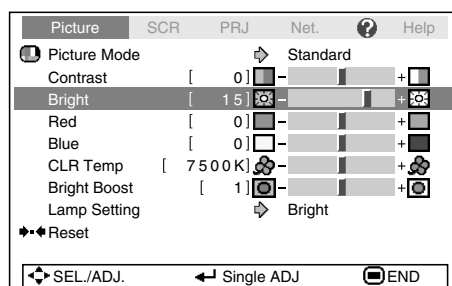 Picture SCR PRJ Net. ? Help
Picture Mode Standard
Contrast [ 0] - +
Bright [ 15] - +
Red [ 0] - +
Blue [ 0] - +
CLR Temp [ 7500K] - +
Bright Boost [ 1] - +
Lamp Setting Bright
Reset
SEL./ADJ. Single ADJ END